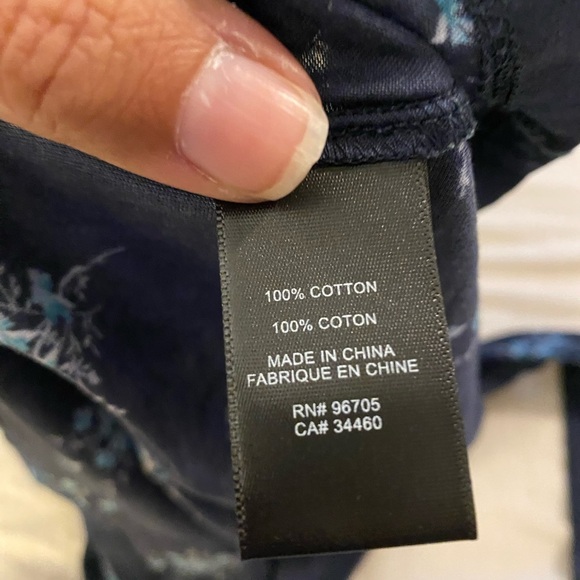 100% COTTON
100% COTON
MADE IN CHINA
FABRIQUE EN CHINE
RN# 96705
CA# 34460